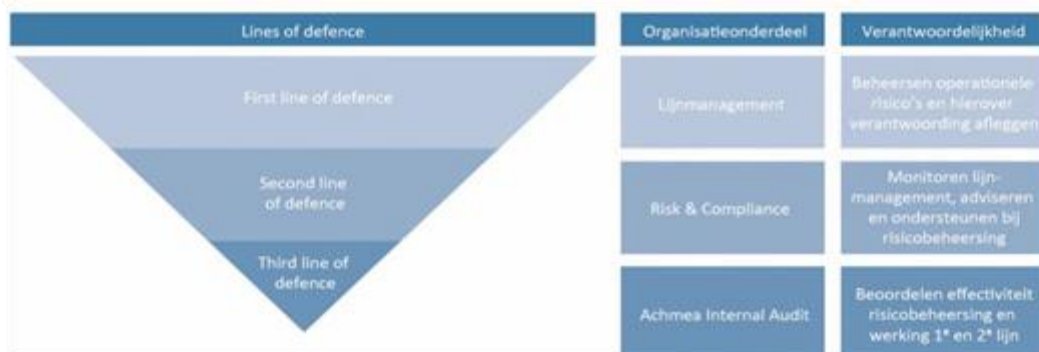 Lines of defence
Organisatieonderdeel
Verantwoordelijkheid
First line of defence
Lijnmanagement
Beheersen operationele
risico's en hierover
verantwoording afleggen
Second line
of defence
Risk & Compliance
Monitoren lijn-
management, adviseren
en ondersteunen bij
risicobeheersing
Third line of
defence
Achmea Internal Audit
Beoordelen effectiviteit
risicobeheersing en
werking 1ᵉ en 2ᵉ lijn